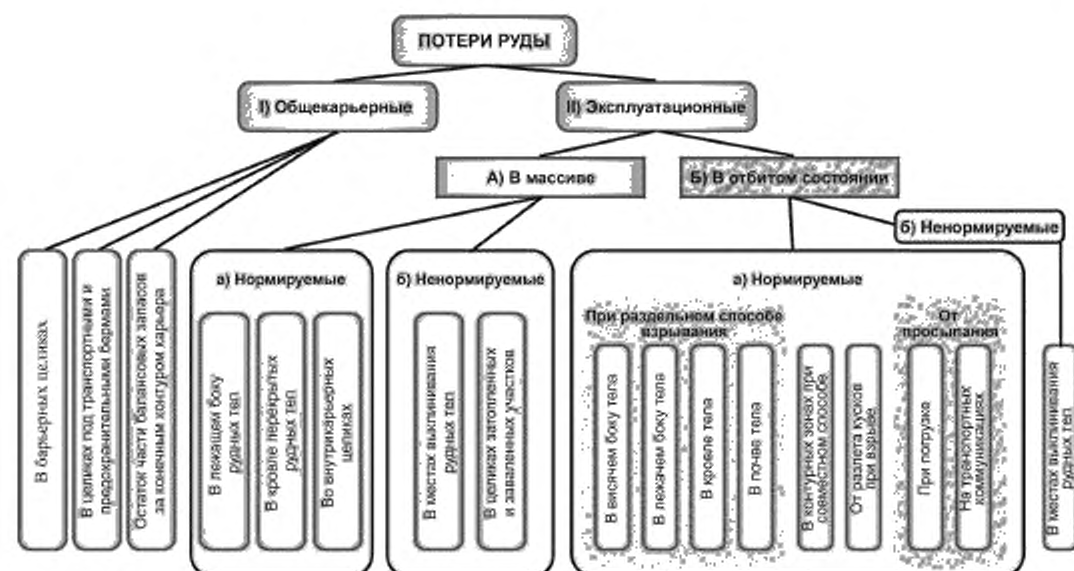 ПОТЕРИ РУДЫ
I) Общекарьерные
II) Эксплуатационные
А) В массиве
Б) В отбитом состоянии
б) Ненормируемые
В барьерных целиках
В целиках под транспортными и
предохранительными бермами
Остаток части балансовых запасов
за конечным контуром карьера
а) Нормируемые
В лежащем боку
рудных тел
В кровле перекрытых
рудных тел
Во внутрикарьерных
целиках
б) Ненормируемые
В местах выклинивания
рудных тел
В целиках затопленных
и заваленых участков
а) Нормируемые
При раздельном способе
взрывания
В висячем боку тела
В лежачем боку тела
В кровле тела
В почве тела
В контурных зонах при
совместном способе
От разлета кусков
при взрыве
От
просыпания
При погрузке
На транспортных
коммуникациях
В местах выклинивания
рудных тел